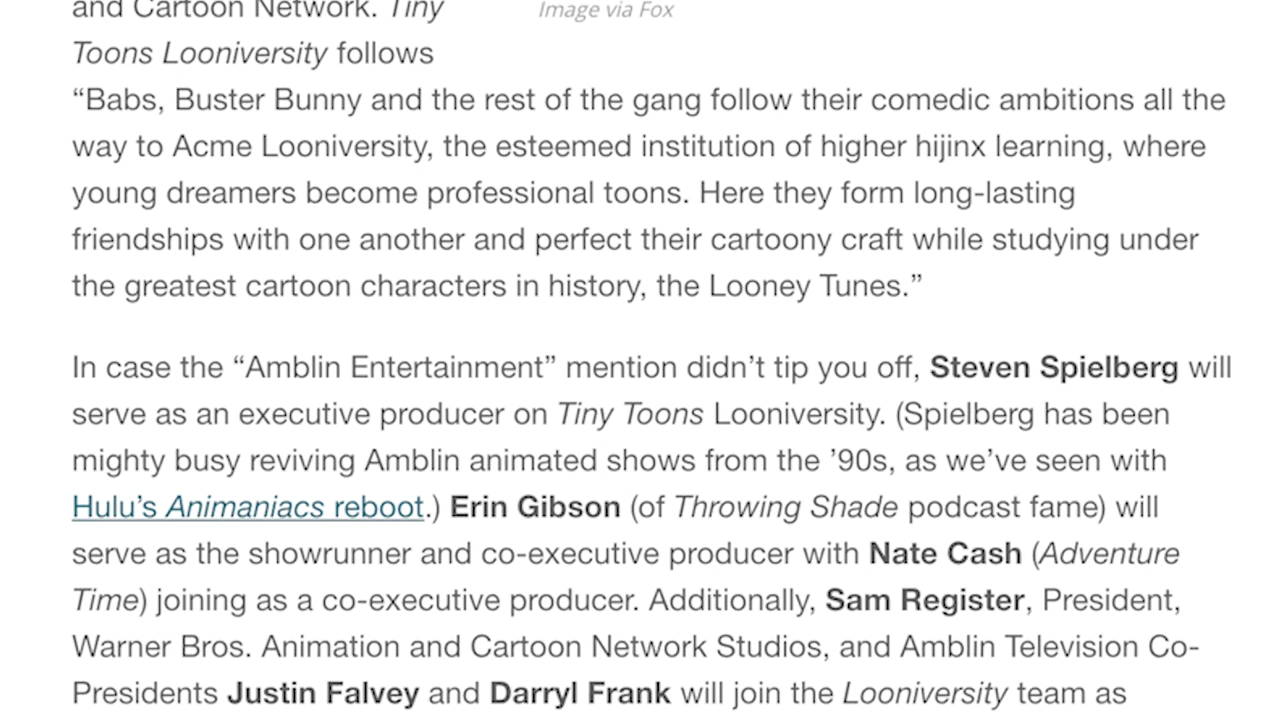 and Cartoon Network. Tiny
Image via Fox
Toons Looniversity follows
“Babs, Buster Bunny and the rest of the gang follow their comedic ambitions all the
way to Acme Looniversity, the esteemed institution of higher hijinx learning, where
young dreamers become professional toons. Here they form long-lasting
friendships with one another and perfect their cartoony craft while studying under
the greatest cartoon characters in history, the Looney Tunes.”
In case the “Amblin Entertainment” mention didn’t tip you off, Steven Spielberg will
serve as an executive producer on Tiny Toons Looniversity. (Spielberg has been
mighty busy reviving Amblin animated shows from the ’90s, as we’ve seen with
Hulu’s Animaniacs reboot.) Erin Gibson (of Throwing Shade podcast fame) will
serve as the showrunner and co-executive producer with Nate Cash (Adventure
Time) joining as a co-executive producer. Additionally, Sam Register, President,
Warner Bros. Animation and Cartoon Network Studios, and Amblin Television Co-
Presidents Justin Falvey and Darryl Frank will join the Looniversity team as